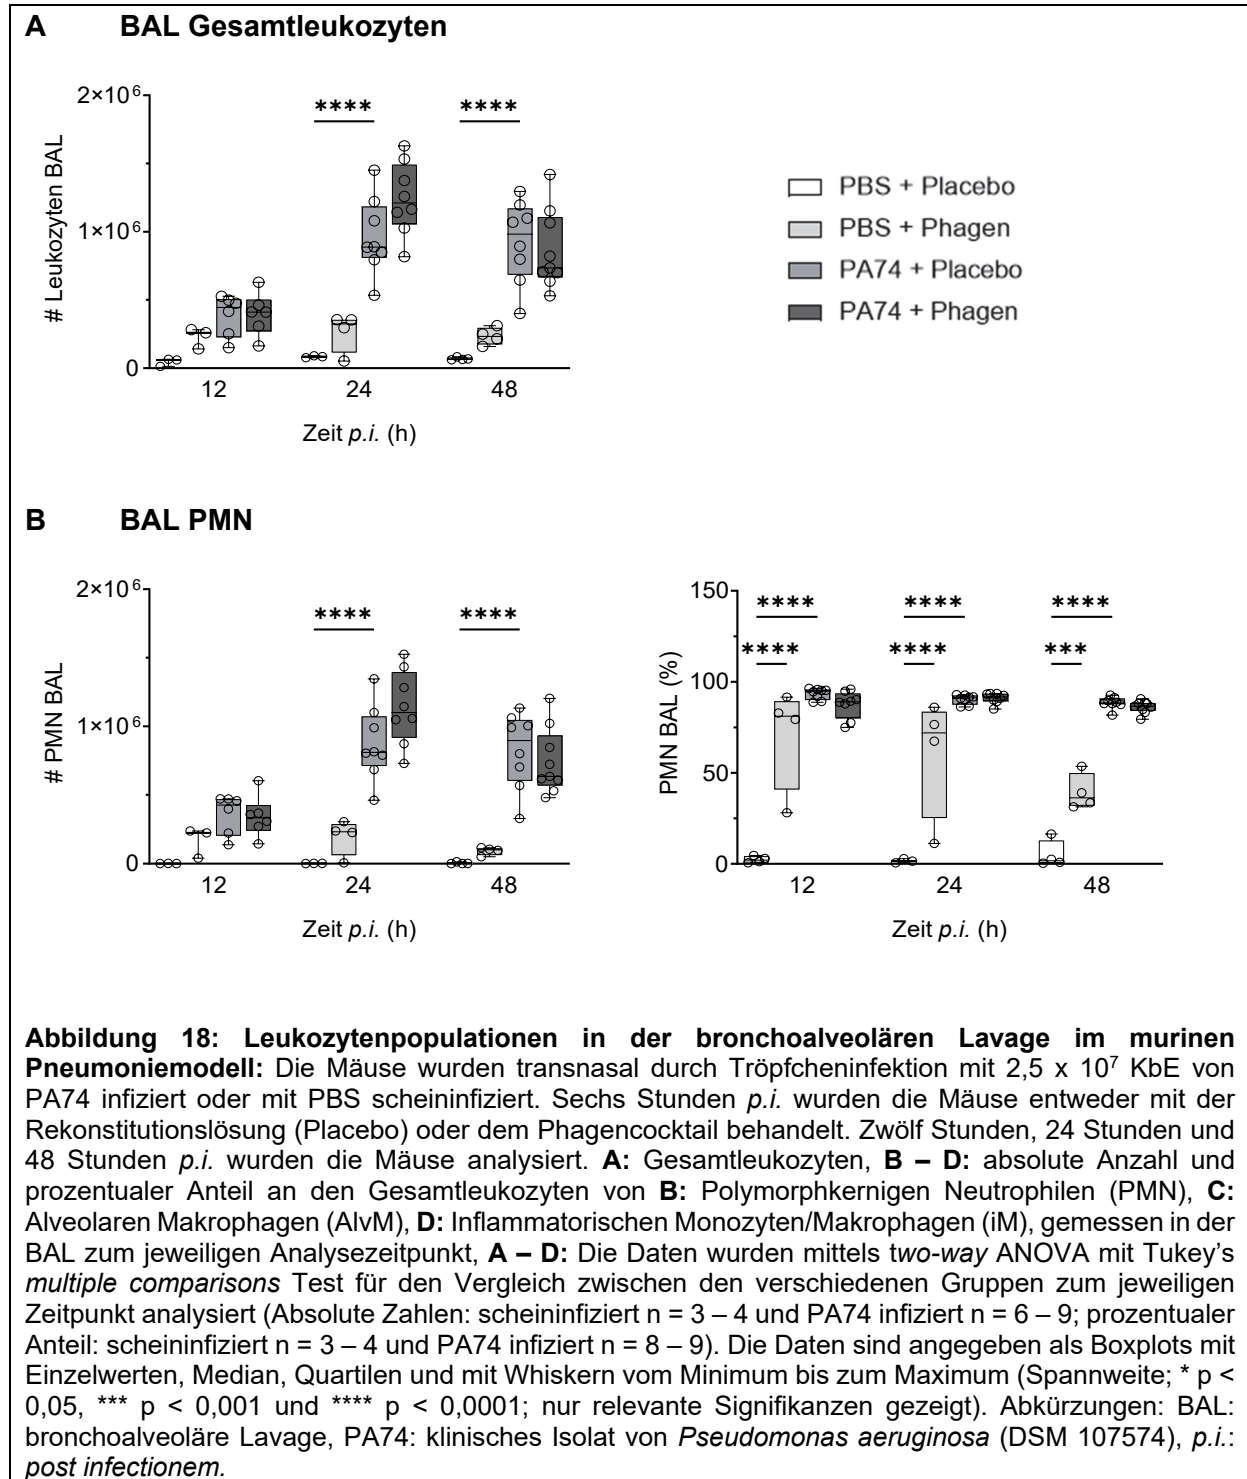 A BAL Gesamtleukozyten
2×10⁶
1×10⁶
0
# Leukozyten BAL
**** ****
12 24 48
Zeit p.i. (h)
PBS + Placebo
PBS + Phagen
PA74 + Placebo
PA74 + Phagen
B BAL PMN
2×10⁶
1×10⁶
0
# PMN BAL
**** ****
12 24 48
Zeit p.i. (h)
150
100
50
0
PMN BAL (%)
**** **** ****
**** **** ***
12 24 48
Zeit p.i. (h)
Abbildung 18: Leukozytenpopulationen in der bronchoalveolären Lavage im murinen
Pneumoniemodell: Die Mäuse wurden transnasal durch Tröpfcheninfektion mit 2,5 x 10⁷ KbE von
PA74 infiziert oder mit PBS scheininfiziert. Sechs Stunden p.i. wurden die Mäuse entweder mit der
Rekonstitutionslösung (Placebo) oder dem Phagencocktail behandelt. Zwölf Stunden, 24 Stunden und
48 Stunden p.i. wurden die Mäuse analysiert. A: Gesamtleukozyten, B – D: absolute Anzahl und
prozentualer Anteil an den Gesamtleukozyten von B: Polymorphkernigen Neutrophilen (PMN), C:
Alveolaren Makrophagen (AlvM), D: Inflammatorischen Monozyten/Makrophagen (iM), gemessen in der
BAL zum jeweiligen Analysezeitpunkt, A – D: Die Daten wurden mittels two-way ANOVA mit Tukey’s
multiple comparisons Test für den Vergleich zwischen den verschiedenen Gruppen zum jeweiligen
Zeitpunkt analysiert (Absolute Zahlen: scheininfiziert n = 3 – 4 und PA74 infiziert n = 6 – 9; prozentualer
Anteil: scheininfiziert n = 3 – 4 und PA74 infiziert n = 8 – 9). Die Daten sind angegeben als Boxplots mit
Einzelwerten, Median, Quartilen und mit Whiskern vom Minimum bis zum Maximum (Spannweite; * p <
0,05, *** p < 0,001 und **** p < 0,0001; nur relevante Signifikanzen gezeigt). Abkürzungen: BAL:
bronchoalveoläre Lavage, PA74: klinisches Isolat von Pseudomonas aeruginosa (DSM 107574), p.i.:
post infectionem.